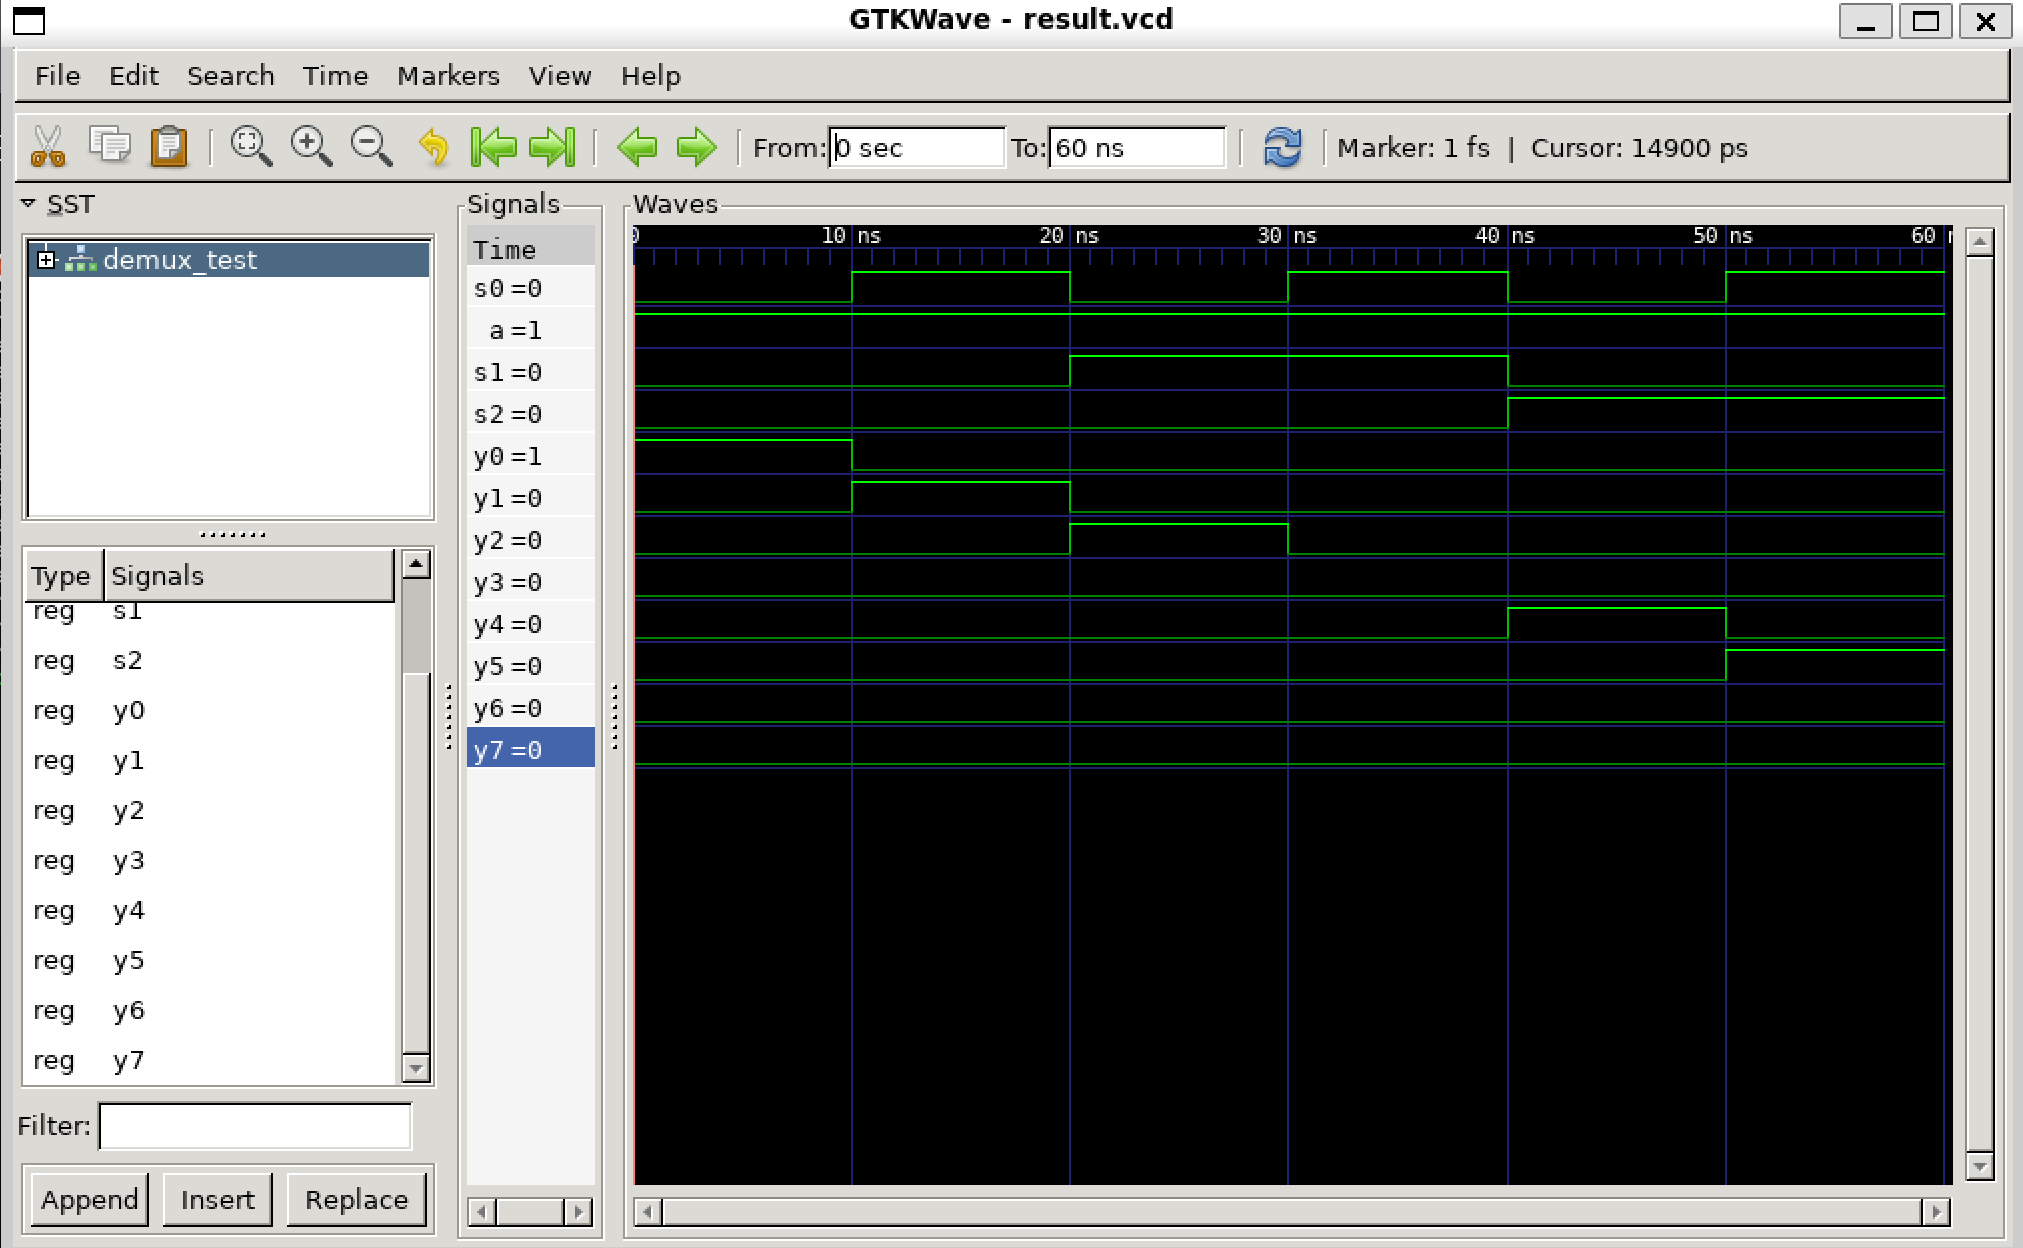 GTKWave - result.vcd
File Edit Search Time Markers View Help
From: 0 sec To: 60 ns Marker: 1 fs | Cursor: 14900 ps
SST
demux_test
Type Signals
reg s1
reg s2
reg y0
reg y1
reg y2
reg y3
reg y4
reg y5
reg y6
reg y7
Filter:
Append Insert Replace
Signals
Time
s0=0
a=1
s1=0
s2=0
y0=1
y1=0
y2=0
y3=0
y4=0
y5=0
y6=0
y7=0
Waves
0 10 ns 20 ns 30 ns 40 ns 50 ns 60